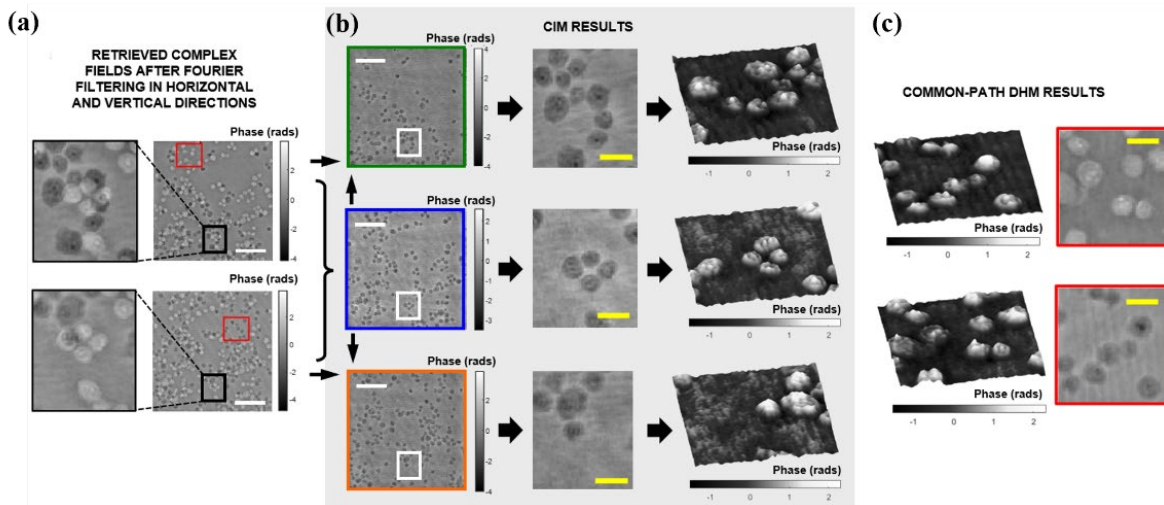 (a)
RETRIEVED COMPLEX
FIELDS AFTER FOURIER
FILTERING IN HORIZONTAL
AND VERTICAL DIRECTIONS
Phase (rads)
2
0
-2
-4
Phase (rads)
2
0
-2
-4
(b)
CIM RESULTS
Phase (rads)
4
2
0
-2
-4
Phase (rads)
-1 0 1 2
Phase (rads)
2
1
0
-1
-2
-3
Phase (rads)
-1 0 1 2
Phase (rads)
2
0
-2
-4
Phase (rads)
-1 0 1 2
(c)
COMMON-PATH DHM RESULTS
Phase (rads)
-1 0 1 2
Phase (rads)
-1 0 1 2